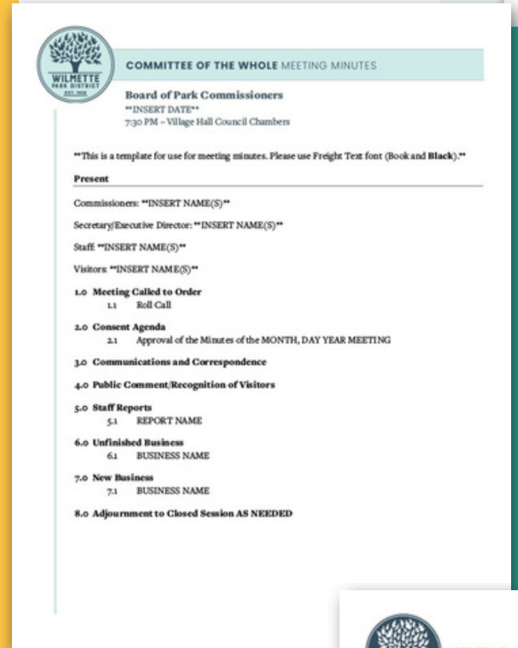 WILMETTE
PARK DISTRICT
EST. 1908
COMMITTEE OF THE WHOLE MEETING MINUTES
Board of Park Commissioners
**INSERT DATE**
7:30 PM – Village Hall Council Chambers
**This is a template for use for meeting minutes. Please use Freight Text font (Book and Black).**
Present
Commissioners: **INSERT NAME(S)**
Secretary/Executive Director: **INSERT NAME(S)**
Staff: **INSERT NAME(S)**
Visitors: **INSERT NAME(S)**
1.0 Meeting Called to Order
1.1 Roll Call
2.0 Consent Agenda
2.1 Approval of the Minutes of the MONTH, DAY YEAR MEETING
3.0 Communications and Correspondence
4.0 Public Comment/Recognition of Visitors
5.0 Staff Reports
5.1 REPORT NAME
6.0 Unfinished Business
6.1 BUSINESS NAME
7.0 New Business
7.1 BUSINESS NAME
8.0 Adjournment to Closed Session AS NEEDED